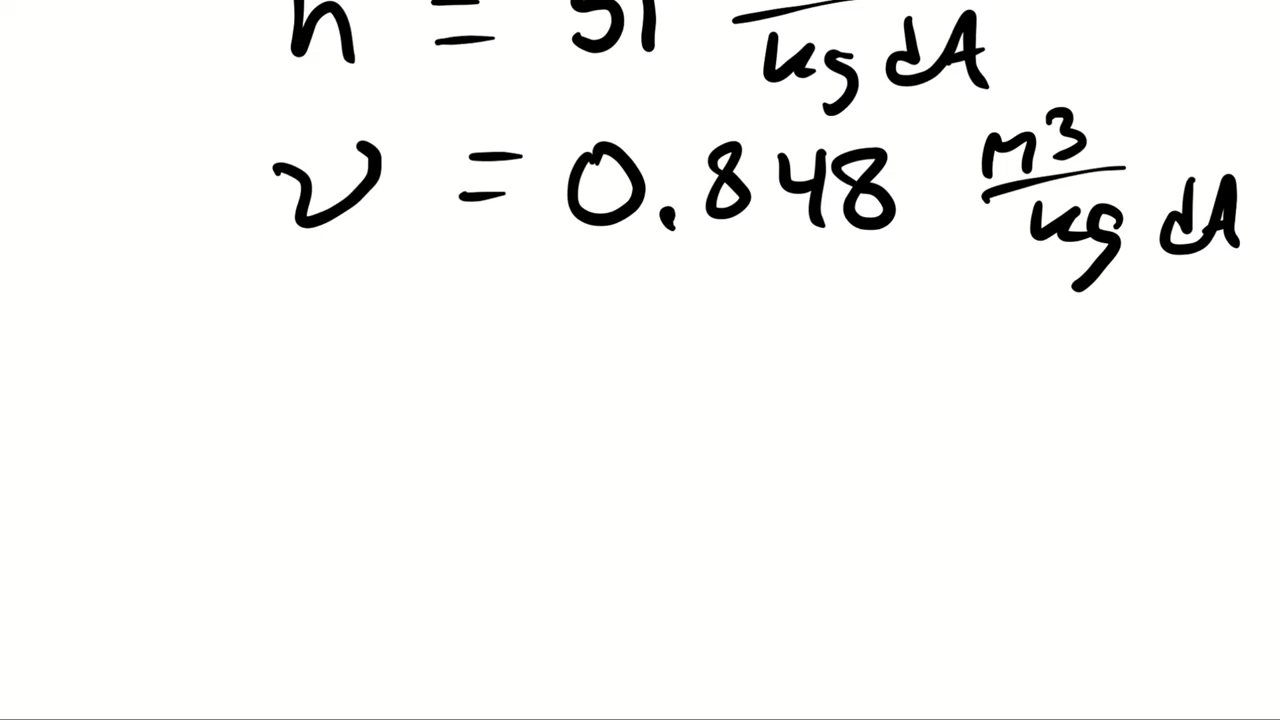 h = 51 / kg dA
ν = 0.848 m³ / kg dA